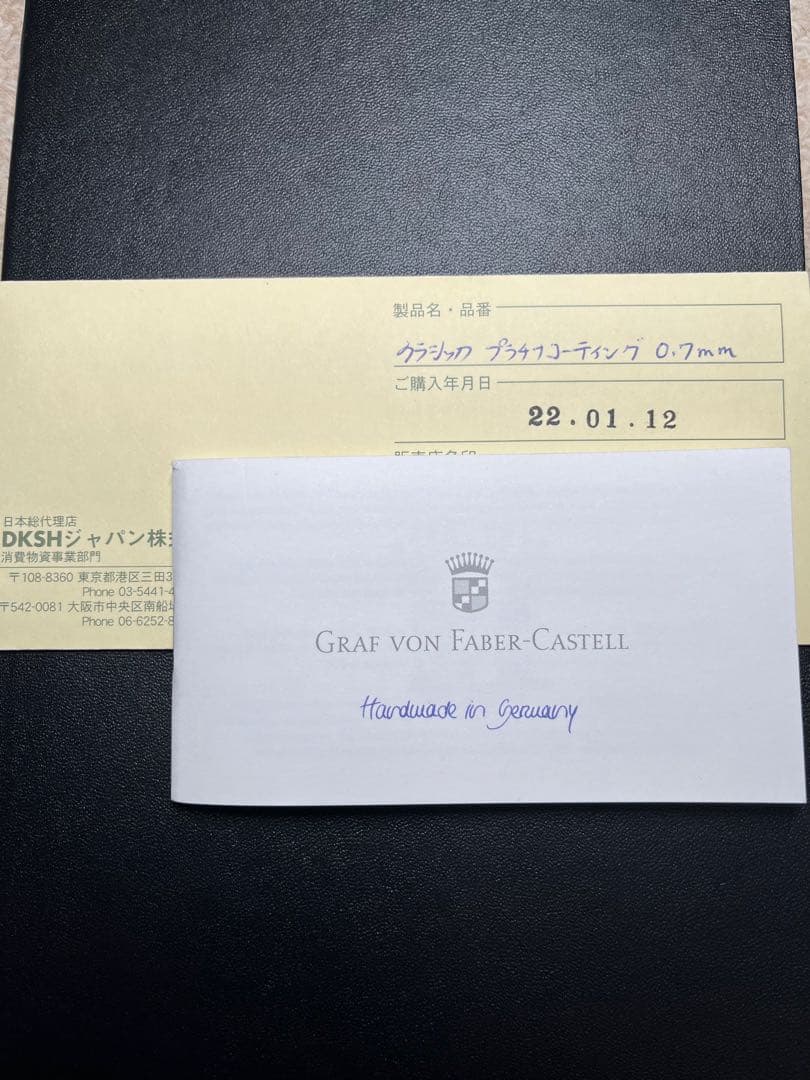 製品名・品番
クラシック プラチナコーティング 0.7mm
ご購入年月日
22.01.12
日本総代理店
DKSHジャパン株
消費物資事業部門
〒108-8360 東京都港区三田3
Phone 03-5441-4
〒542-0081 大阪市中央区南船場
Phone 06-6252-8
GRAF VON FABER-CASTELL
Handmade in Germany